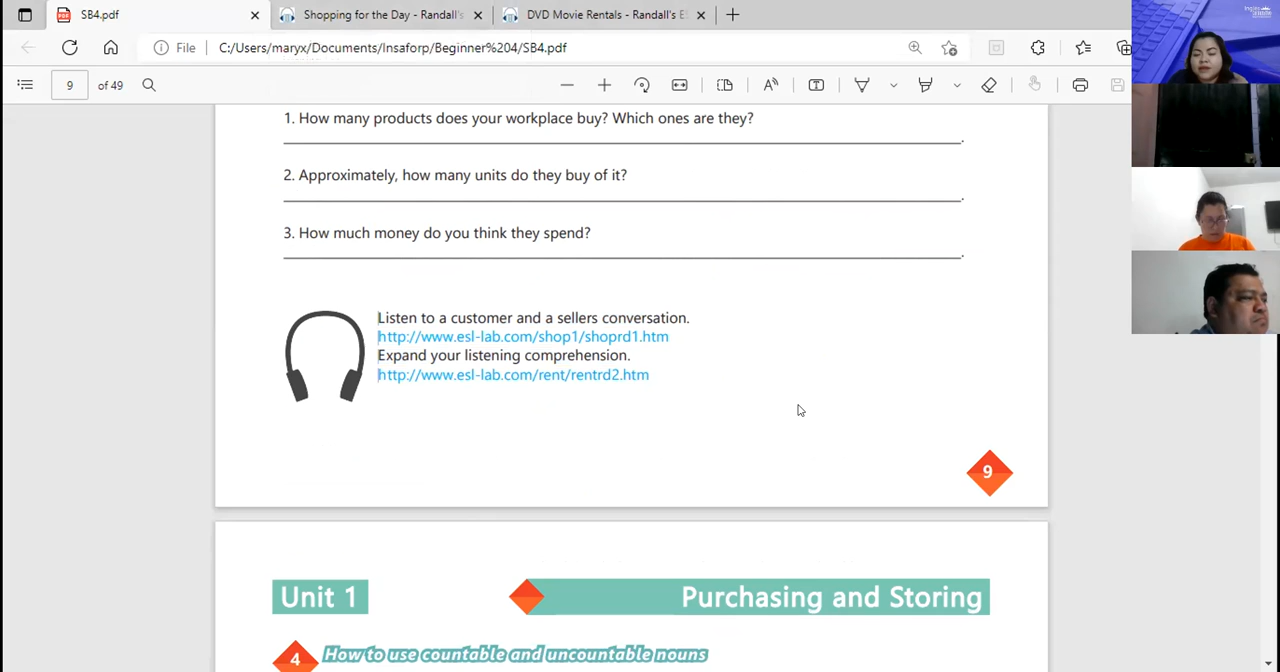 SB4.pdf
Shopping for the Day - Randall's
DVD Movie Rentals - Randall's E
File
C:/Users/maryx/Documents/Insaforp/Beginner%204/SB4.pdf
9 of 49
1. How many products does your workplace buy? Which ones are they?
2. Approximately, how many units do they buy of it?
3. How much money do you think they spend?
Listen to a customer and a sellers conversation.
http://www.esl-lab.com/shop1/shoprd1.htm
Expand your listening comprehension.
http://www.esl-lab.com/rent/rentrd2.htm
9
Unit 1
Purchasing and Storing
4 How to use countable and uncountable nouns